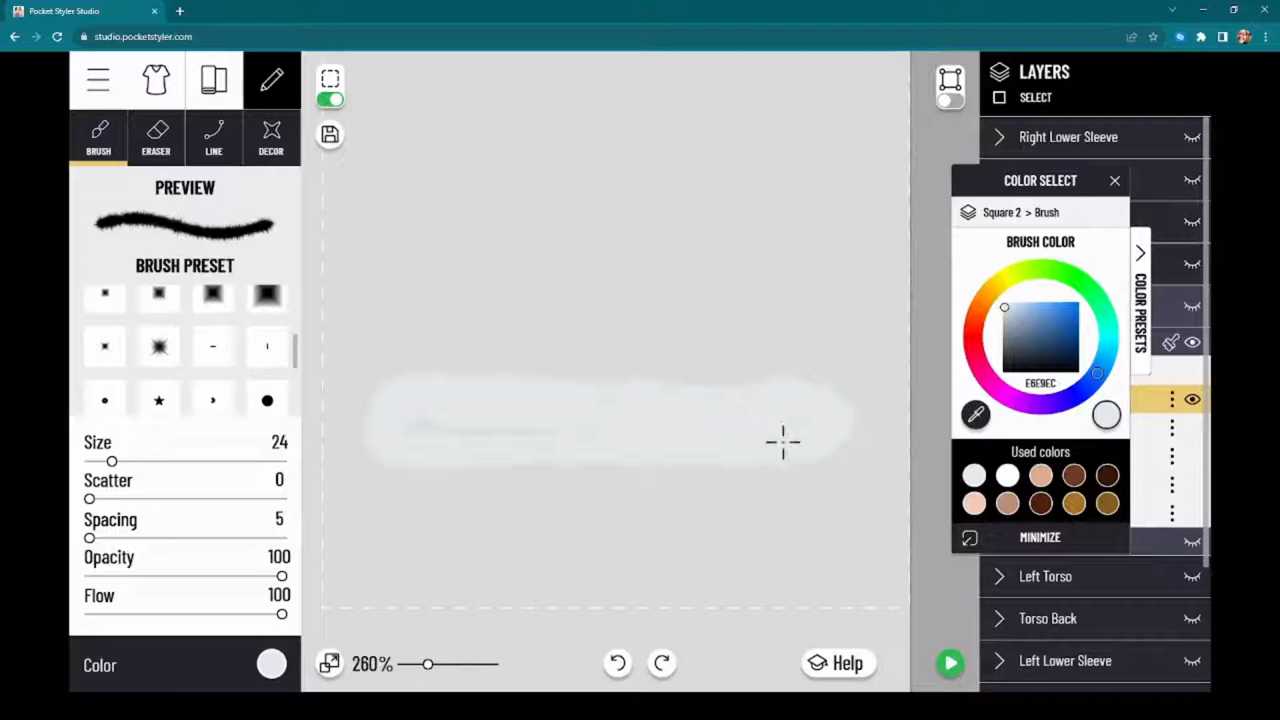 Pocket Styler Studio
studio.pocketstyler.com
BRUSH
ERASER
LINE
DECOR
PREVIEW
BRUSH PRESET
Size 24
Scatter 0
Spacing 5
Opacity 100
Flow 100
Color
260%
Help
LAYERS
SELECT
Right Lower Sleeve
COLOR SELECT
Square 2 > Brush
BRUSH COLOR
E6E9EC
COLOR PRESETS
Used colors
MINIMIZE
Left Torso
Torso Back
Left Lower Sleeve